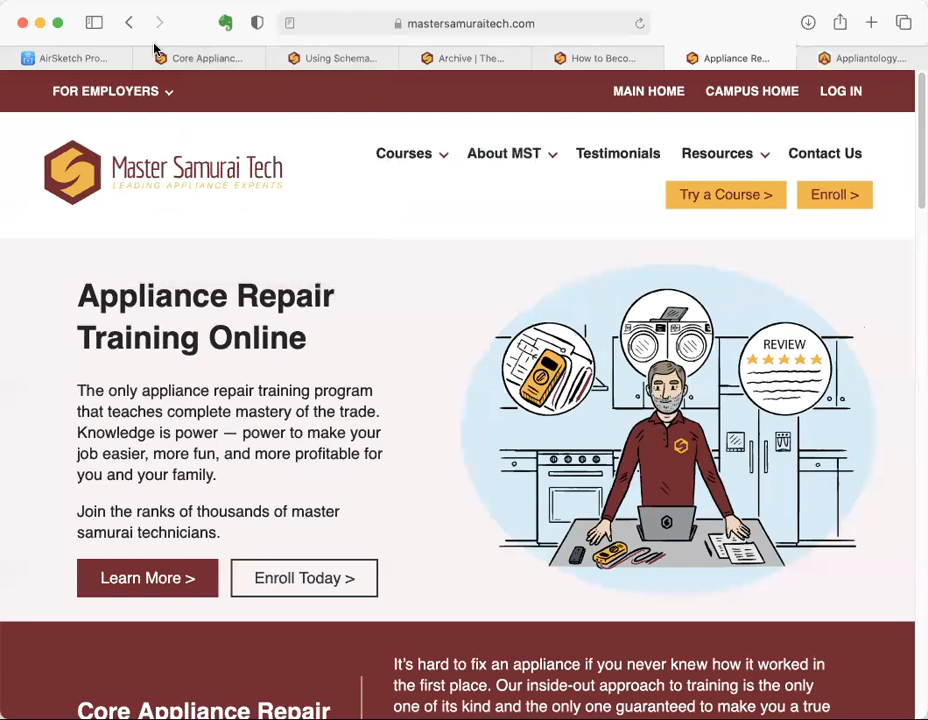 mastersamuraitech.com
AirSketch Pro...
Core Applianc...
Using Schema...
Archive | The...
How to Beco...
Appliance Re...
Appliantology....
FOR EMPLOYERS
MAIN HOME
CAMPUS HOME
LOG IN
Master Samurai Tech
LEADING APPLIANCE EXPERTS
Courses
About MST
Testimonials
Resources
Contact Us
Try a Course >
Enroll >
Appliance Repair
Training Online
The only appliance repair training program
that teaches complete mastery of the trade.
Knowledge is power — power to make your
job easier, more fun, and more profitable for
you and your family.
Join the ranks of thousands of master
samurai technicians.
Learn More >
Enroll Today >
REVIEW
Core Appliance Repair
It's hard to fix an appliance if you never knew how it worked in
the first place. Our inside-out approach to training is the only
one of its kind and the only one guaranteed to make you a true